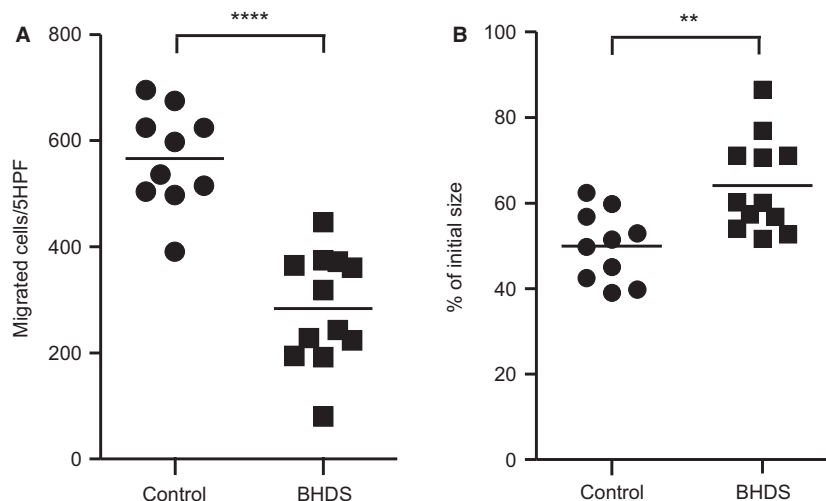 A
****
800
600
400
200
0
Migrated cells/5HPF
Control
BHDS
B
**
100
80
60
40
20
0
% of initial size
Control
BHDS